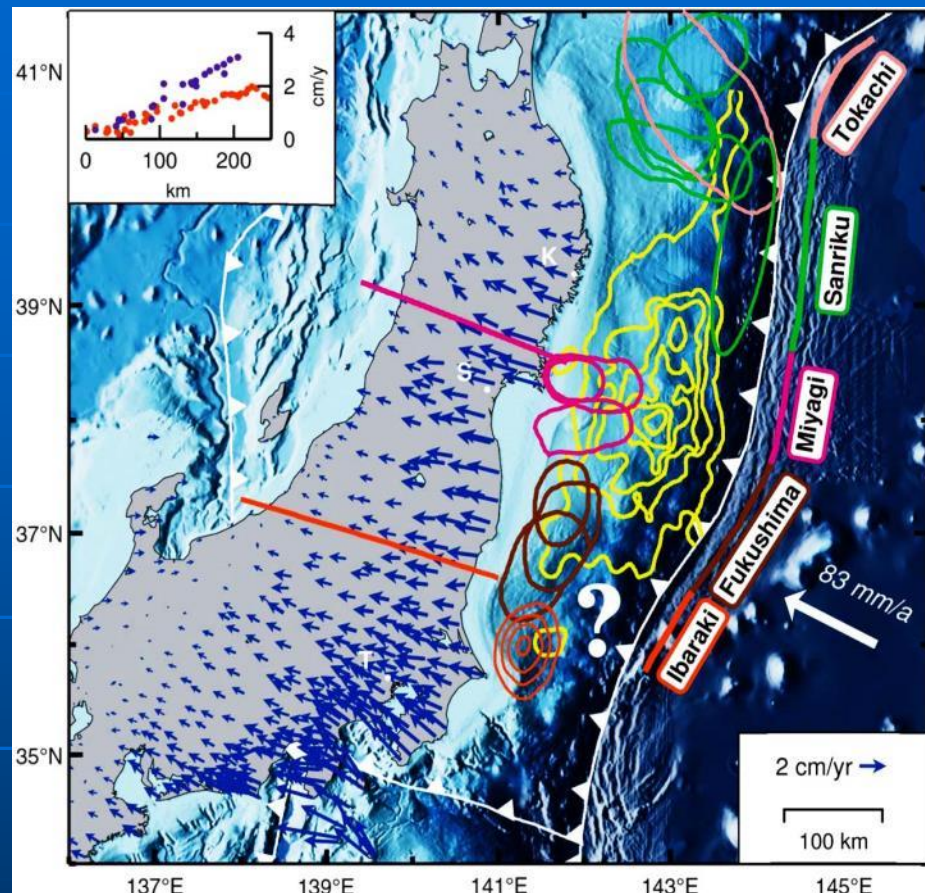 4
2
0
cm/y
0
100
200
km
41°N
39°N
37°N
35°N
137°E
139°E
141°E
143°E
145°E
K
S
T
?
Tokachi
Sanriku
Miyagi
Fukushima
Ibaraki
83 mm/a
2 cm/yr
100 km